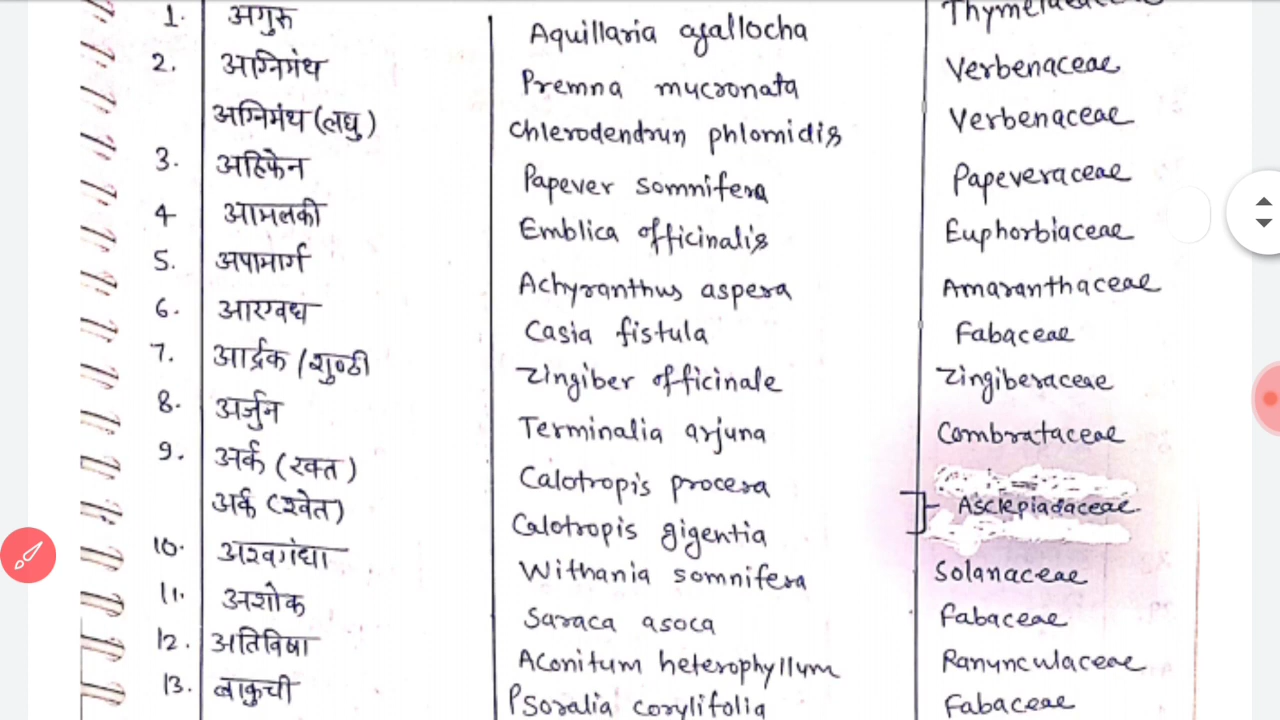 1. अगुरु Aquillaria agallocha
2. अग्निमंथ Premna mucronata Verbenaceae
अग्निमंथ (लघु) Chlerodendrun phlomidis Verbenaceae
3. अहिफेन Papever somnifera Papeveraceae
4 आमलकी Emblica officinalis Euphorbiaceae
5. अपामार्ग Achyranthus aspera Amaranthaceae
6. आरग्वध Casia fistula Fabaceae
7. आर्द्रक / शुण्ठी Zingiber officinale Zingiberaceae
8. अर्जुन Terminalia arjuna Combrataceae
9. अर्क (रक्त) Calotropis procera
अर्क (श्वेत) Calotropis gigentia Asclepiadaceae
10. अश्वगंधा Withania somnifera Solanaceae
11. अशोक Saraca asoca Fabaceae
12. अतिविषा Aconitum heterophyllum Ranunculaceae
13. बाकुची Psoralia corylifolia Fabaceae